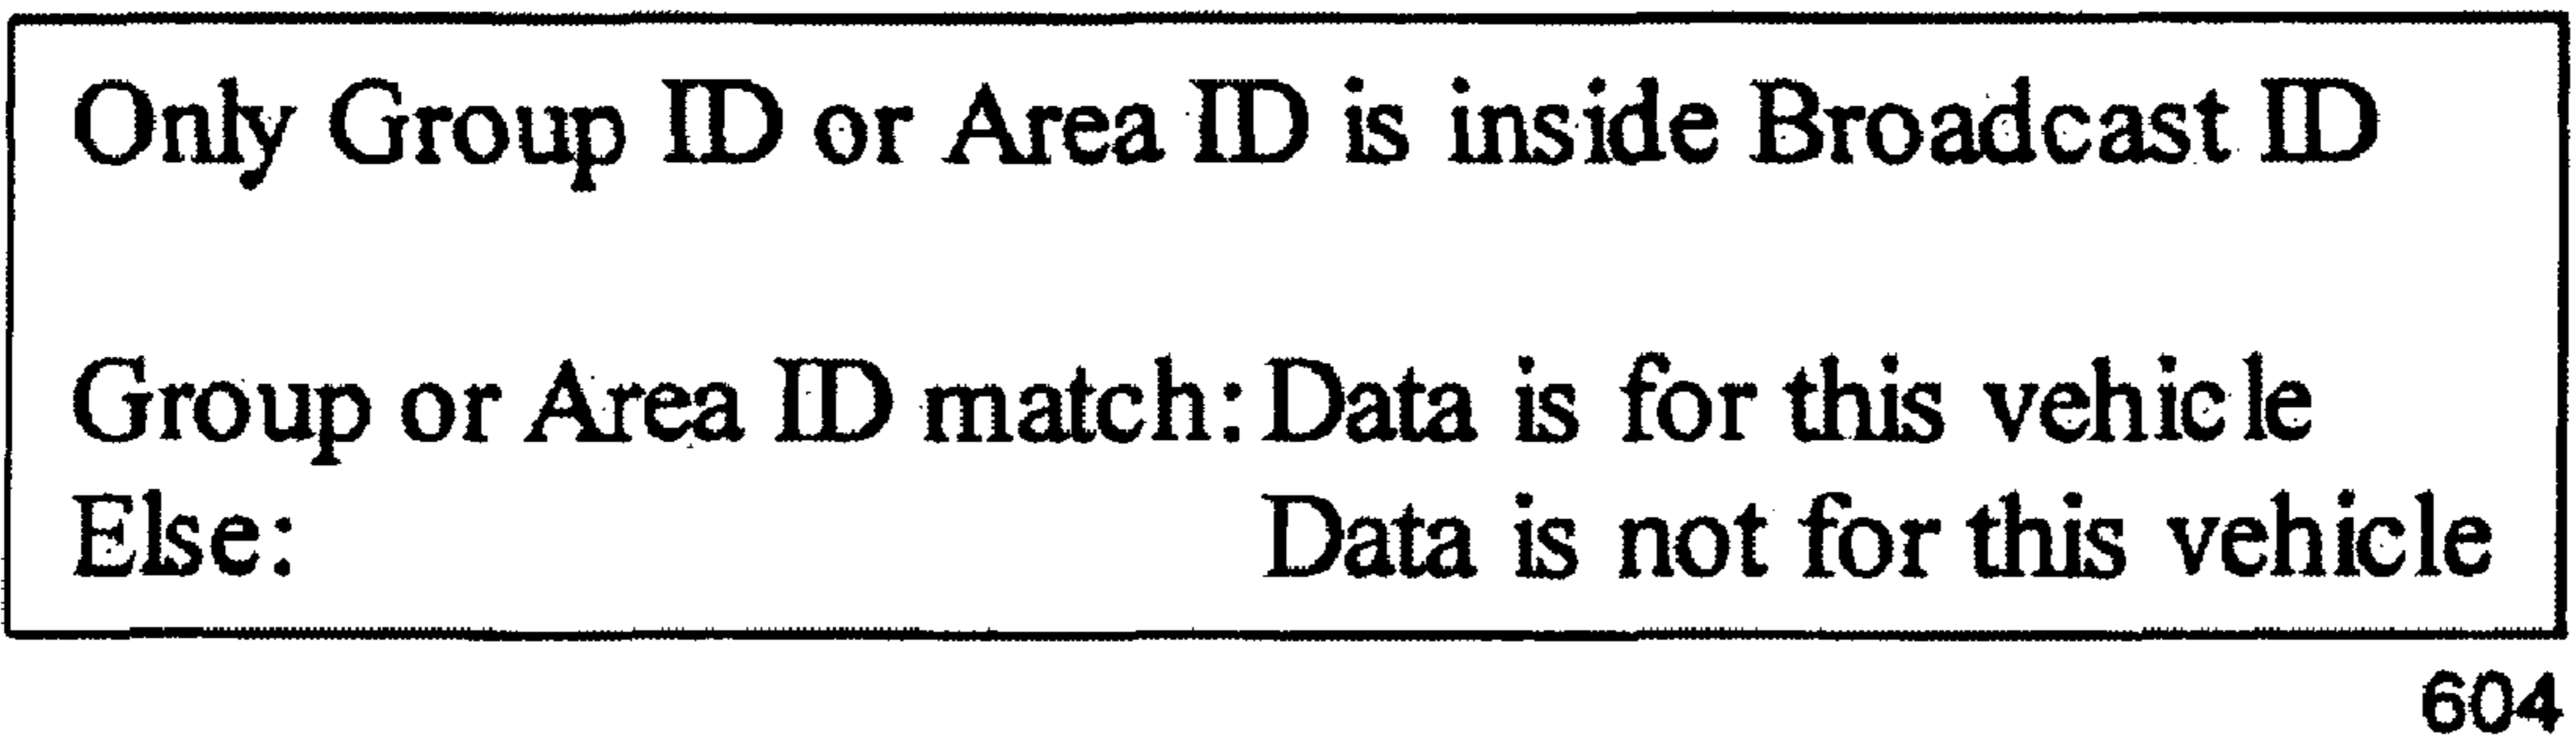 Only Group ID or Area ID is inside Broadcast ID
Group or Area ID match: Data is for this vehicle
Else: Data is not for this vehicle
604